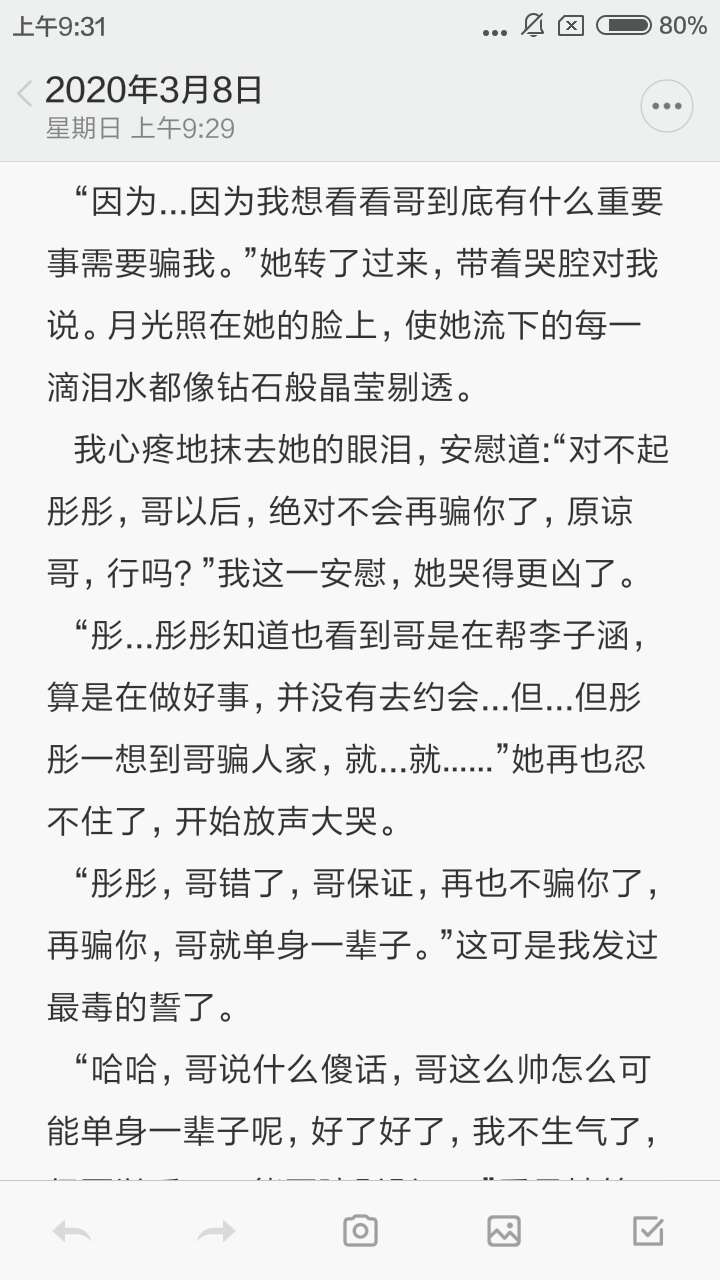 上午9:31
80%
2020年3月8日
星期日 上午9:29
“因为...因为我想看看哥到底有什么重要
事需要骗我。”她转了过来，带着哭腔对我
说。月光照在她的脸上，使她流下的每一
滴泪水都像钻石般晶莹剔透。
我心疼地抹去她的眼泪，安慰道:“对不起
彤彤，哥以后，绝对不会再骗你了，原谅
哥，行吗？”我这一安慰，她哭得更凶了。
“彤...彤彤知道也看到哥是在帮李子涵，
算是在做好事，并没有去约会...但...但彤
彤一想到哥骗人家，就...就......”她再也忍
不住了，开始放声大哭。
“彤彤，哥错了，哥保证，再也不骗你了，
再骗你，哥就单身一辈子。”这可是我发过
最毒的誓了。
“哈哈，哥说什么傻话，哥这么帅怎么可
能单身一辈子呢，好了好了，我不生气了，